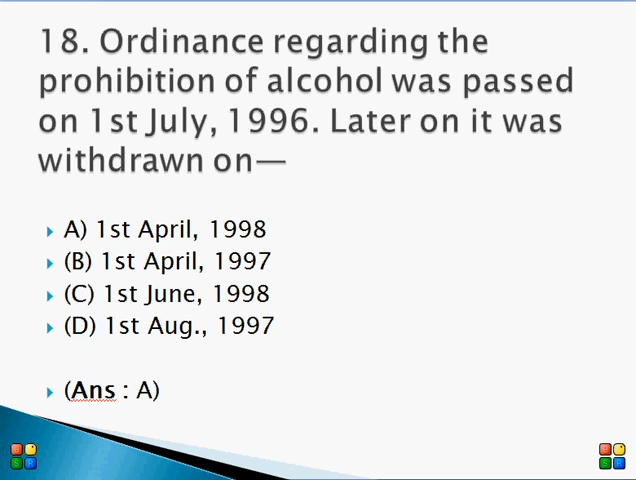 18. Ordinance regarding the
prohibition of alcohol was passed
on 1st July, 1996. Later on it was
withdrawn on—
A) 1st April, 1998
(B) 1st April, 1997
(C) 1st June, 1998
(D) 1st Aug., 1997
(Ans : A)